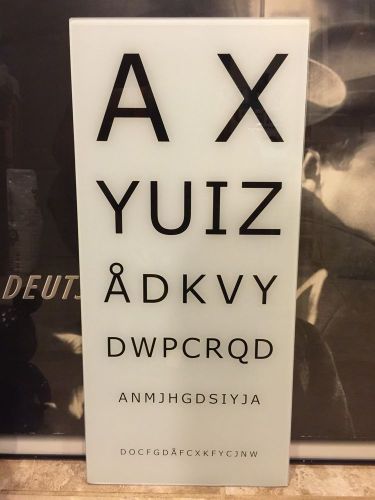 A X
YUIZ
ÅDKVY
DEUTS
DWPCRQD
ANMJHGDSIYJA
DOCFGDÅFCXKFYCJNW